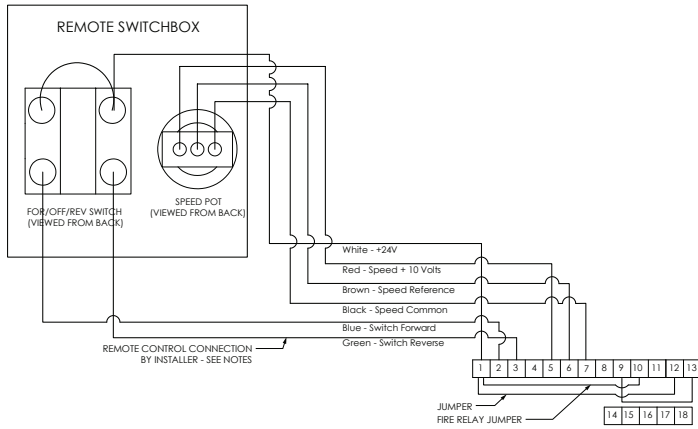 REMOTE SWITCHBOX
FOR/OFF/REV SWITCH
(VIEWED FROM BACK)
SPEED POT
(VIEWED FROM BACK)
White - +24V
Red - Speed + 10 Volts
Brown - Speed Reference
Black - Speed Common
Blue - Switch Forward
Green - Switch Reverse
REMOTE CONTROL CONNECTION
BY INSTALLER - SEE NOTES
1 2 3 4 5 6 7 8 9 10 11 12 13
JUMPER
FIRE RELAY JUMPER
14 15 16 17 18